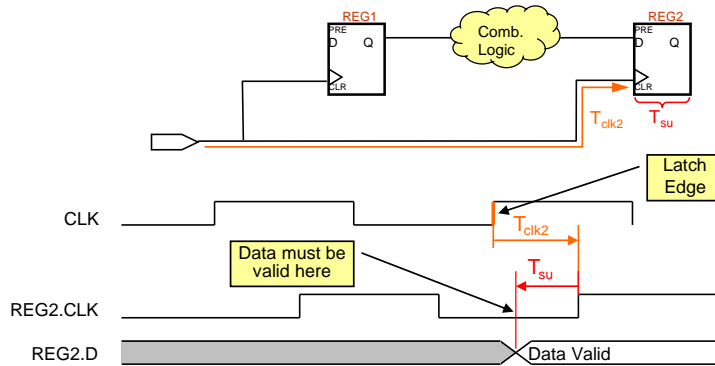 REG1
PRE
D Q
CLR
Comb.
Logic
REG2
PRE
D Q
CLR
Tclk2
Tsu
Latch
Edge
CLK
Tclk2
Data must be
valid here
Tsu
REG2.CLK
REG2.D
Data Valid